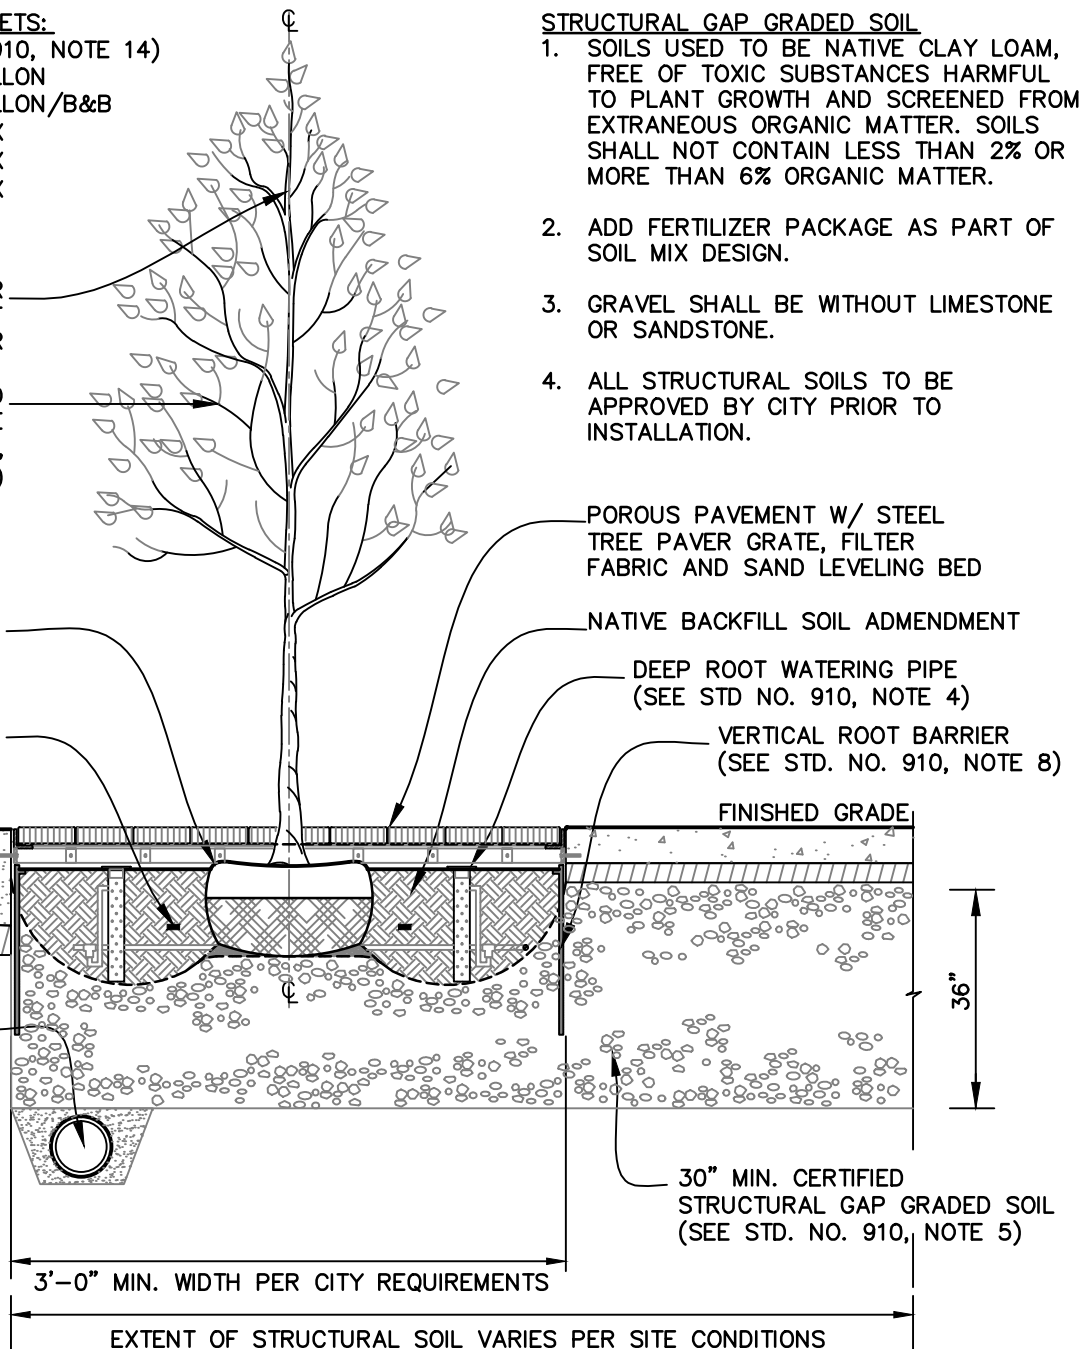 ETS:
910, NOTE 14)
LLON
LLON/B&B
℄
STRUCTURAL GAP GRADED SOIL
1. SOILS USED TO BE NATIVE CLAY LOAM,
FREE OF TOXIC SUBSTANCES HARMFUL
TO PLANT GROWTH AND SCREENED FROM
EXTRANEOUS ORGANIC MATTER. SOILS
SHALL NOT CONTAIN LESS THAN 2% OR
MORE THAN 6% ORGANIC MATTER.
2. ADD FERTILIZER PACKAGE AS PART OF
SOIL MIX DESIGN.
3. GRAVEL SHALL BE WITHOUT LIMESTONE
OR SANDSTONE.
4. ALL STRUCTURAL SOILS TO BE
APPROVED BY CITY PRIOR TO
INSTALLATION.
POROUS PAVEMENT W/ STEEL
TREE PAVER GRATE, FILTER
FABRIC AND SAND LEVELING BED
NATIVE BACKFILL SOIL ADMENDMENT
DEEP ROOT WATERING PIPE
(SEE STD NO. 910, NOTE 4)
VERTICAL ROOT BARRIER
(SEE STD. NO. 910, NOTE 8)
FINISHED GRADE
36"
℄
30" MIN. CERTIFIED
STRUCTURAL GAP GRADED SOIL
(SEE STD. NO. 910, NOTE 5)
3'-0" MIN. WIDTH PER CITY REQUIREMENTS
EXTENT OF STRUCTURAL SOIL VARIES PER SITE CONDITIONS